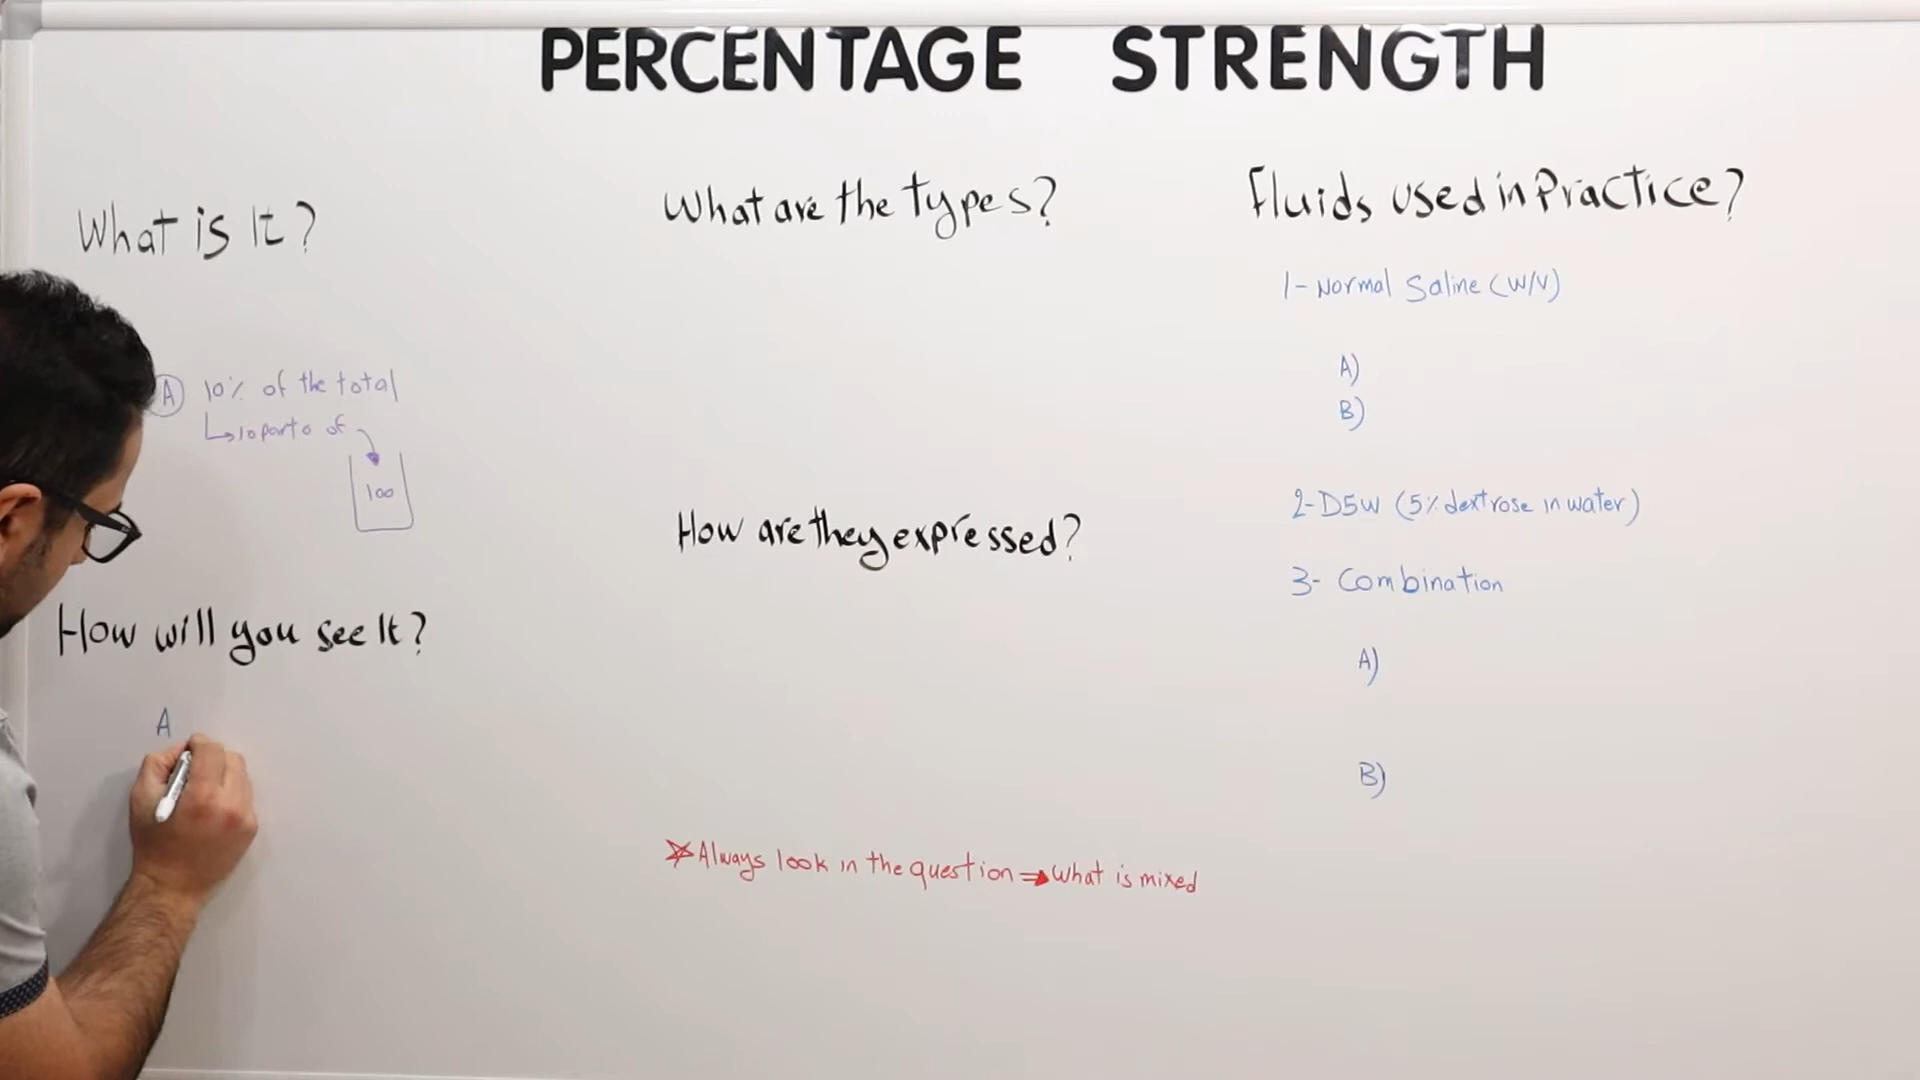 PERCENTAGE STRENGTH
What is It?
A 10% of the total
10 parts of
100
How will you see It?
A
What are the types?
How are they expressed?
Always look in the question ⇒ what is mixed
Fluids used in Practice?
1- Normal Saline (W/V)
A)
B)
2- D5W (5% dextrose in water)
3- Combination
A)
B)